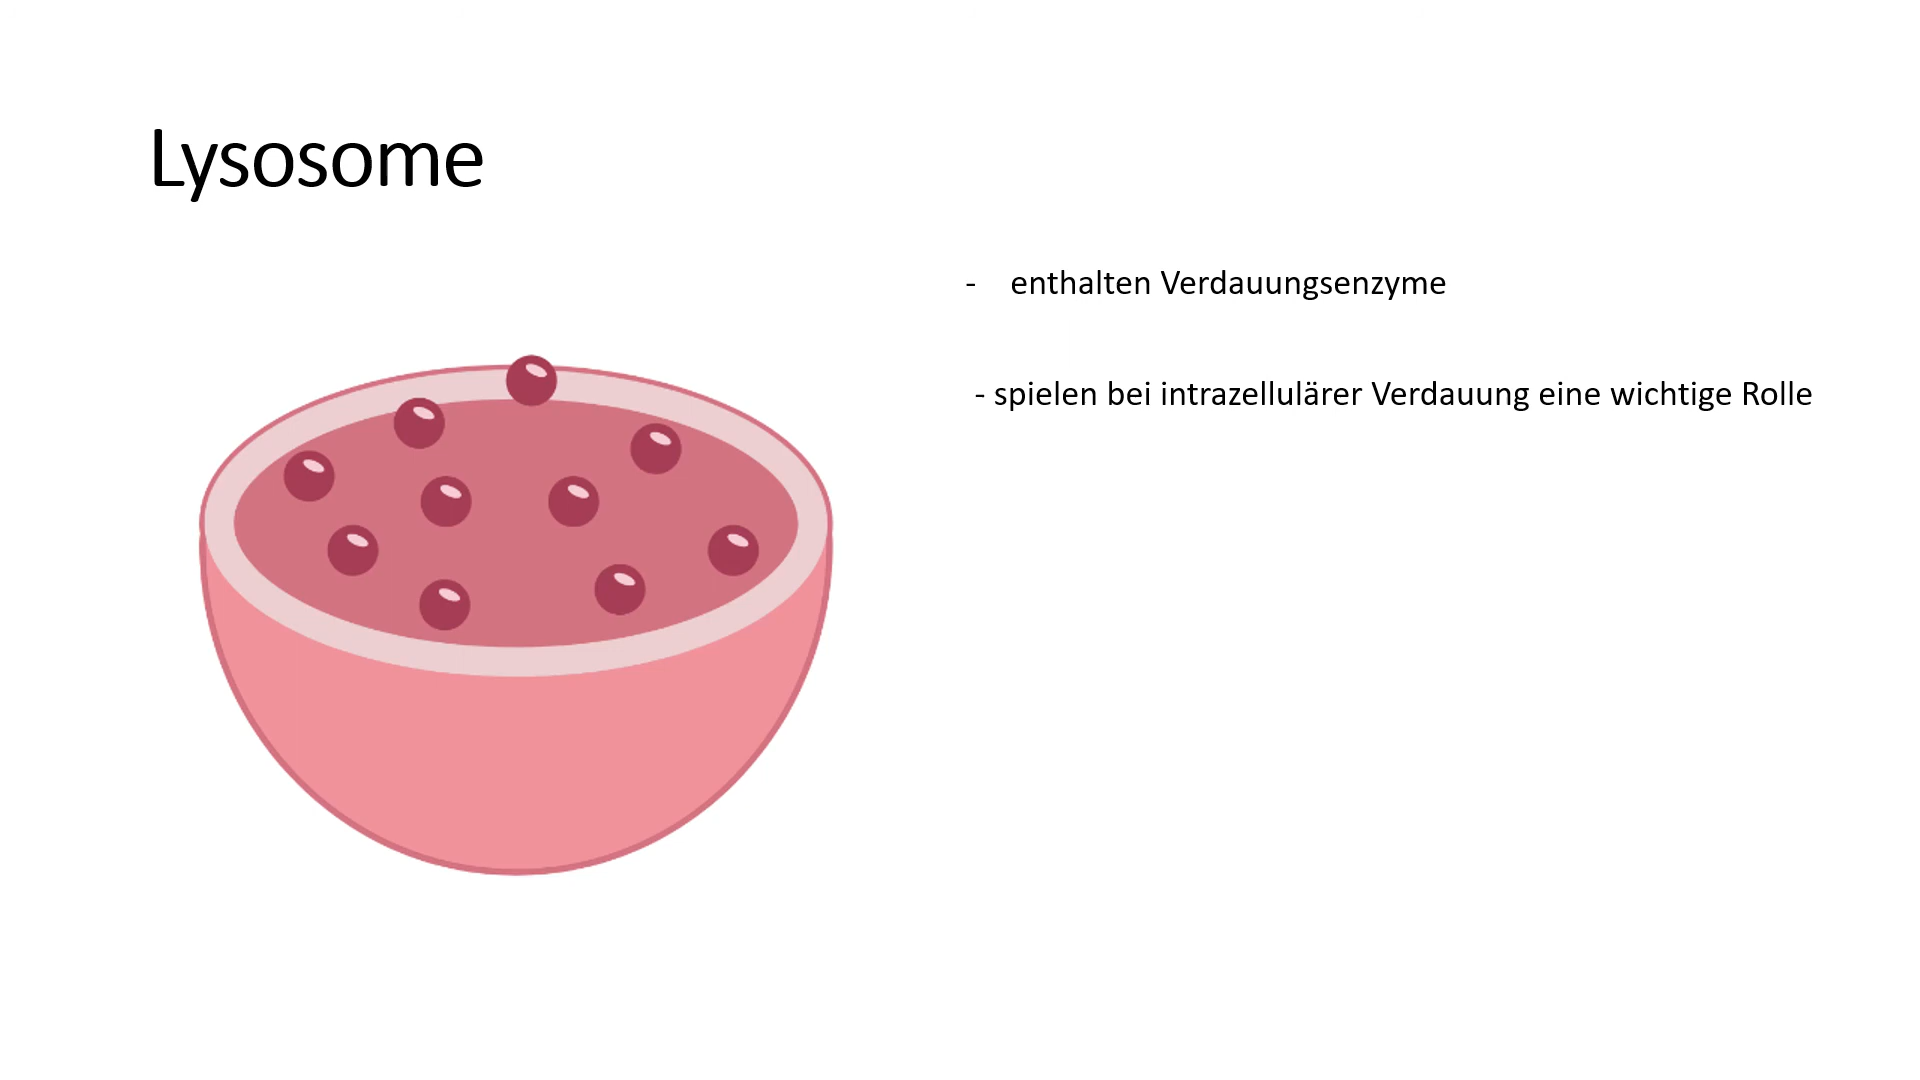 Lysosome
- enthalten Verdauungsenzyme
- spielen bei intrazellulärer Verdauung eine wichtige Rolle